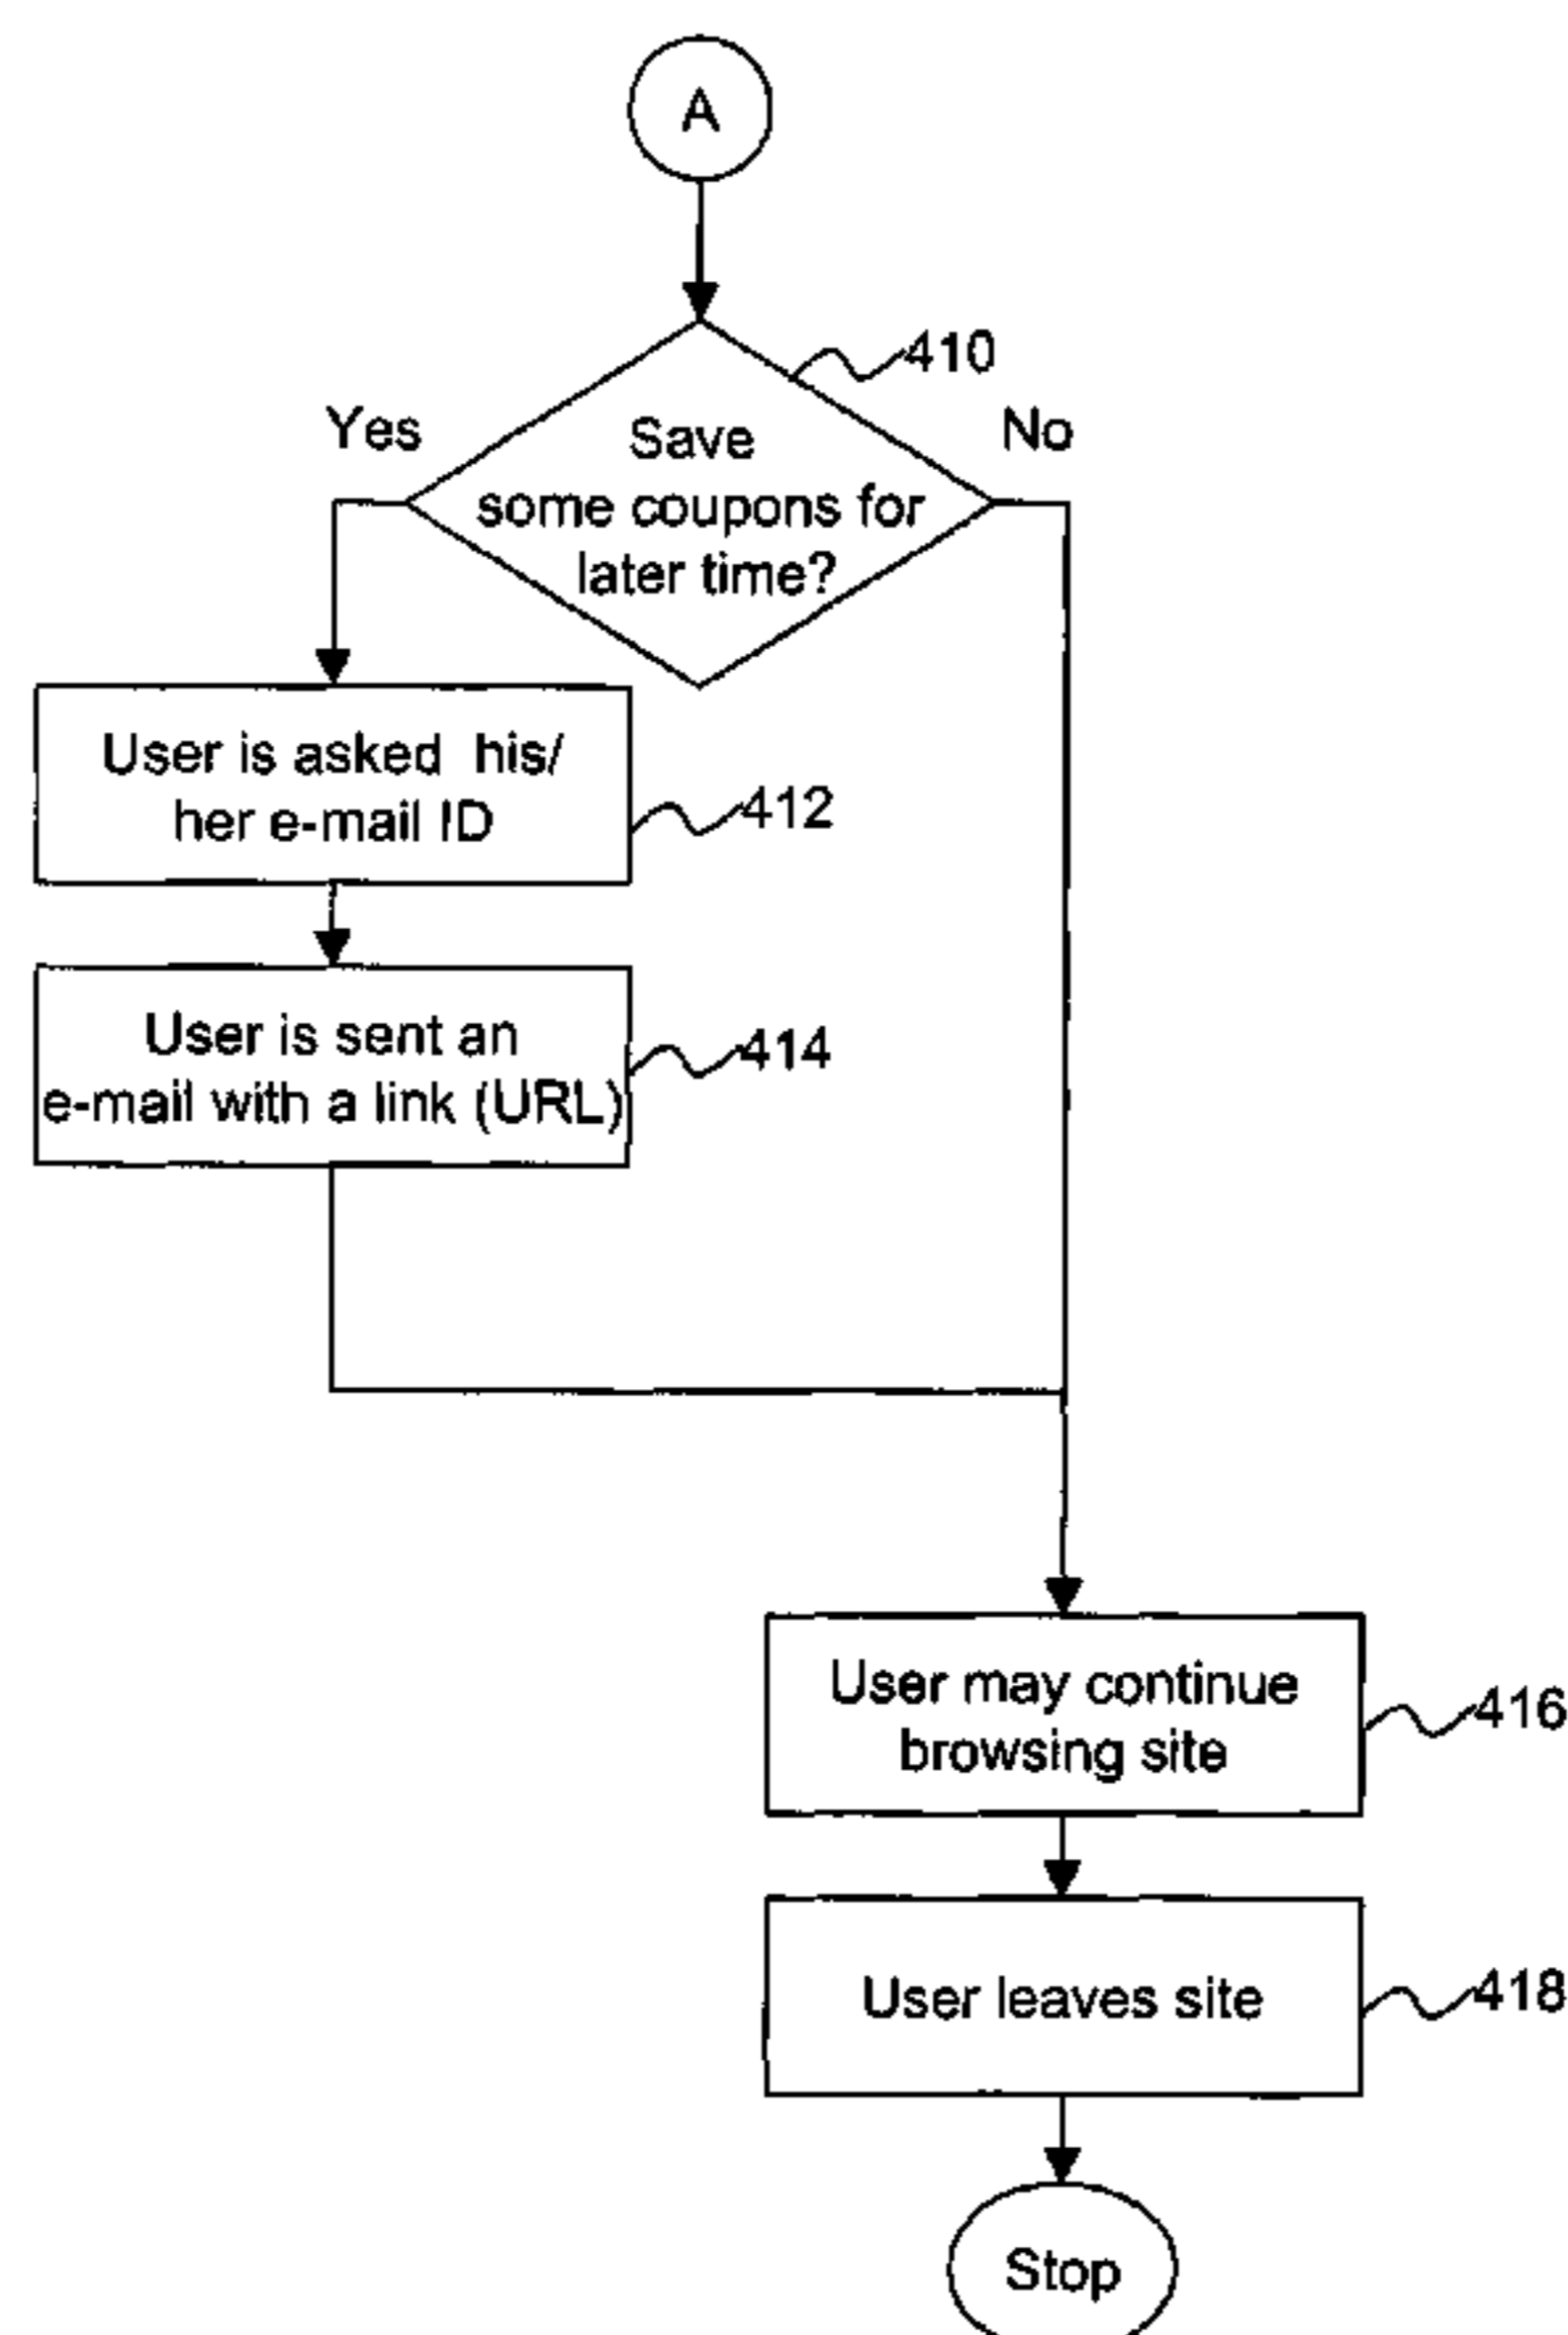 A
410
Yes
No
Save
some coupons for
later time?
User is asked his/
her e-mail ID
412
User is sent an
e-mail with a link (URL)
414
User may continue
browsing site
416
User leaves site
418
Stop